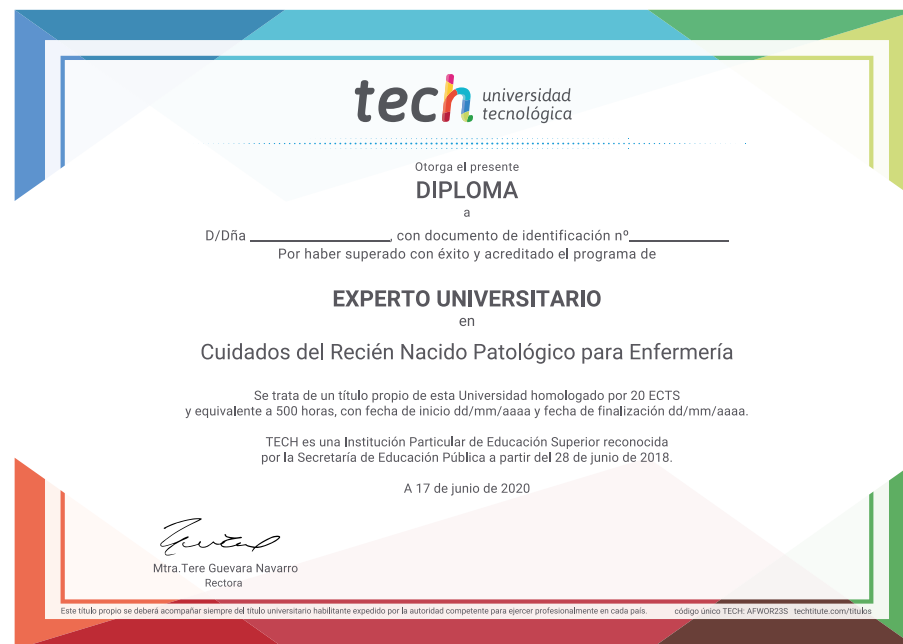 tech universidad
tecnológica
Otorga el presente
DIPLOMA
a
D/Dña ____________________, con documento de identificación nº______________
Por haber superado con éxito y acreditado el programa de
EXPERTO UNIVERSITARIO
en
Cuidados del Recién Nacido Patológico para Enfermería
Se trata de un título propio de esta Universidad homologado por 20 ECTS
y equivalente a 500 horas, con fecha de inicio dd/mm/aaaa y fecha de finalización dd/mm/aaaa.
TECH es una Institución Particular de Educación Superior reconocida
por la Secretaría de Educación Pública a partir del 28 de junio de 2018.
A 17 de junio de 2020
Mtra.Tere Guevara Navarro
Rectora
Este título propio se deberá acompañar siempre del título universitario habilitante expedido por la autoridad competente para ejercer profesionalmente en cada país. código único TECH: AFWOR23S techtitute.com/titulos